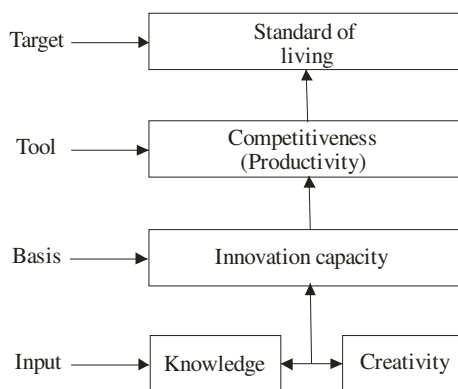 Target
Standard of
living
Tool
Competitiveness
(Productivity)
Basis
Innovation capacity
Input
Knowledge
Creativity